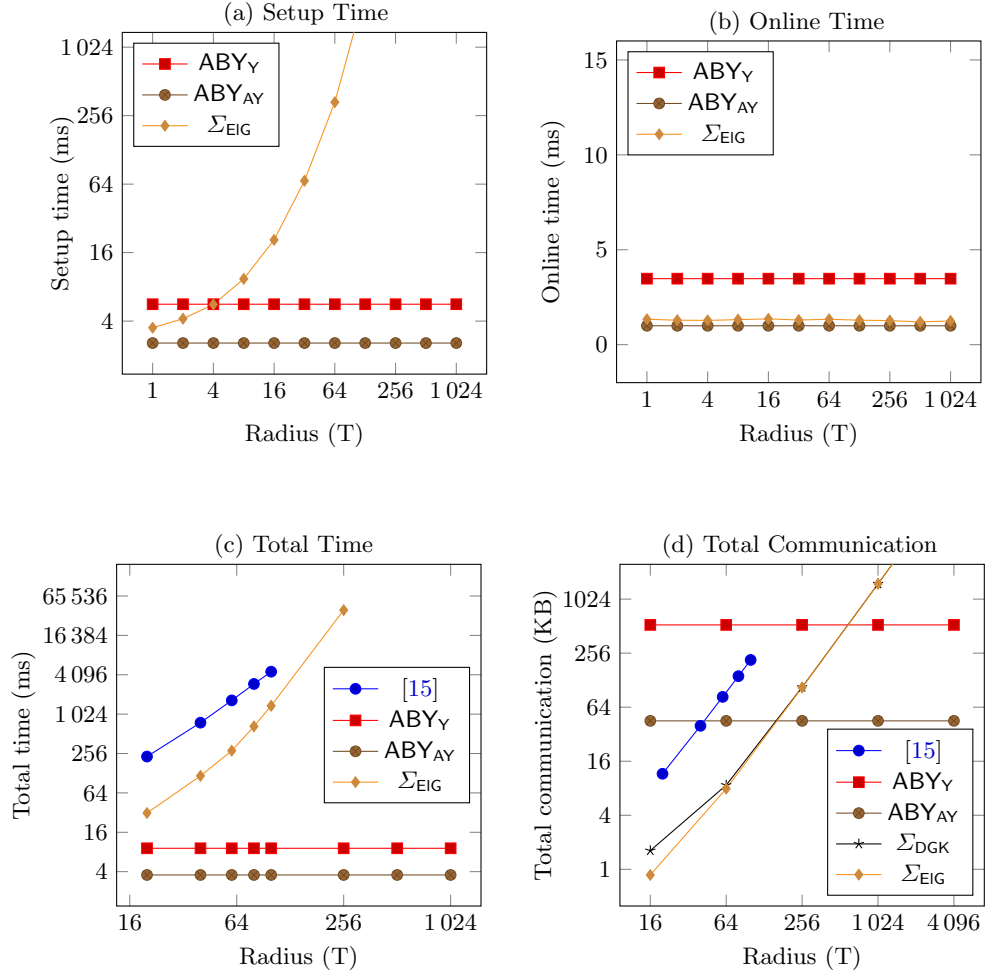 (a) Setup Time
1 024
256
64
16
4
Setup time (ms)
ABY_Y
ABY_AY
Σ_EIG
1 4 16 64 256 1 024
Radius (T)
(b) Online Time
15
10
5
0
Online time (ms)
ABY_Y
ABY_AY
Σ_EIG
1 4 16 64 256 1 024
Radius (T)
(c) Total Time
65 536
16 384
4 096
1 024
256
64
16
4
Total time (ms)
[15]
ABY_Y
ABY_AY
Σ_EIG
16 64 256 1 024
Radius (T)
(d) Total Communication
1024
256
64
16
4
1
Total communication (KB)
[15]
ABY_Y
ABY_AY
Σ_DGK
Σ_EIG
16 64 256 1 024 4 096
Radius (T)